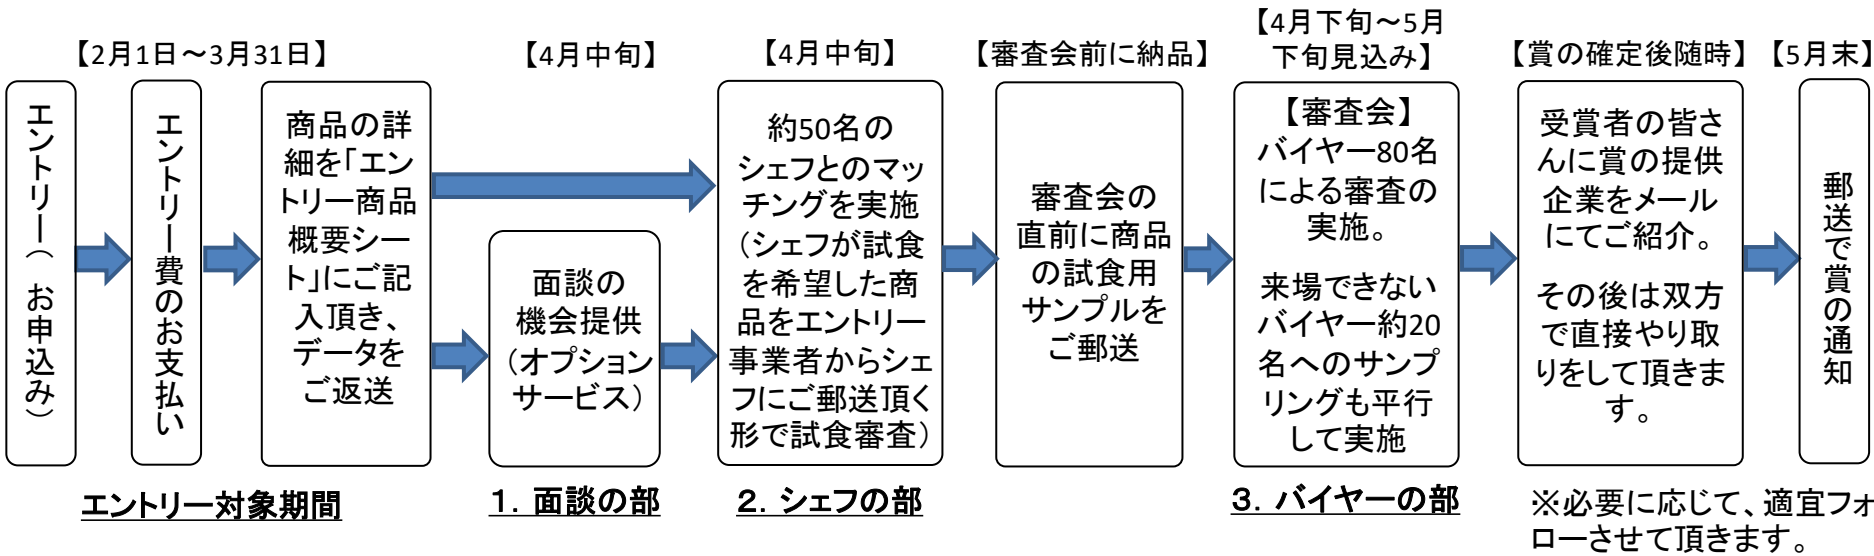 【2月1日～3月31日】
エントリー（お申込み）
エントリー費のお支払い
商品の詳
細を「エン
トリー商品
概要シー
ト」にご記
入頂き、
データを
ご返送
エントリー対象期間
【4月中旬】
面談の
機会提供
（オプション
サービス）
1．面談の部
【4月中旬】
約50名の
シェフとのマッ
チングを実施
（シェフが試食
を希望した商
品をエントリー
事業者からシェ
フにご郵送頂く
形で試食審査）
2．シェフの部
【審査会前に納品】
審査会の
直前に商品
の試食用
サンプルを
ご郵送
【4月下旬～5月
下旬見込み】
【審査会】
バイヤー80名
による審査の
実施。
来場できない
バイヤー約20
名へのサンプ
リングも平行
して実施
3．バイヤーの部
【賞の確定後随時】
受賞者の皆さ
んに賞の提供
企業をメール
にてご紹介。
その後は双方
で直接やり取
りをして頂きま
す。
【5月末】
郵送で賞の通知
※必要に応じて、適宜フォ
ローさせて頂きます。